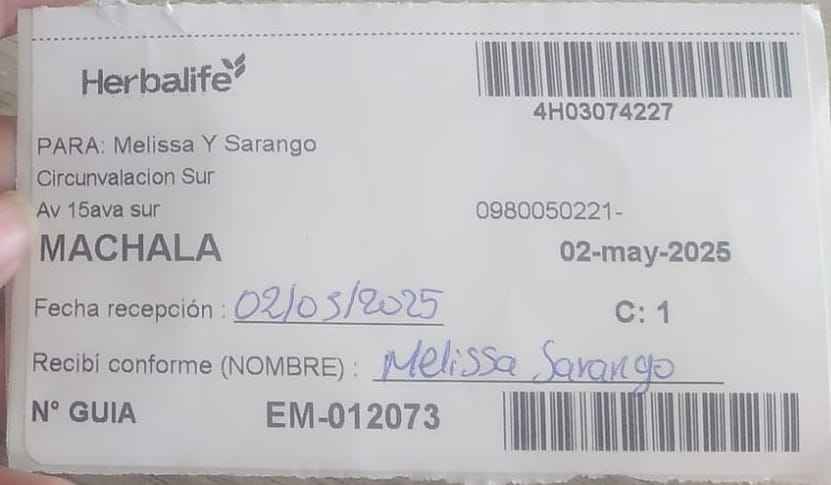 Herbalife
4H03074227
PARA: Melissa Y Sarango
Circunvalacion Sur
Av 15ava sur
0980050221-
MACHALA
02-may-2025
Fecha recepción : 02/05/2025
C: 1
Recibí conforme (NOMBRE) : Melissa Sarango
N° GUIA EM-012073